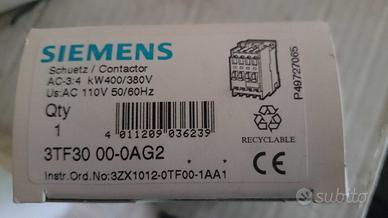 SIEMENS
Schuetz / Contactor
AC-3:4 kW400/380V
Us:AC 110V 50/60Hz
Qty
1
4 011209 036239
P49727065
RECYCLABLE
3TF30 00-0AG2
CE
Instr.Ord.No:3ZX1012-0TF00-1AA1
subito